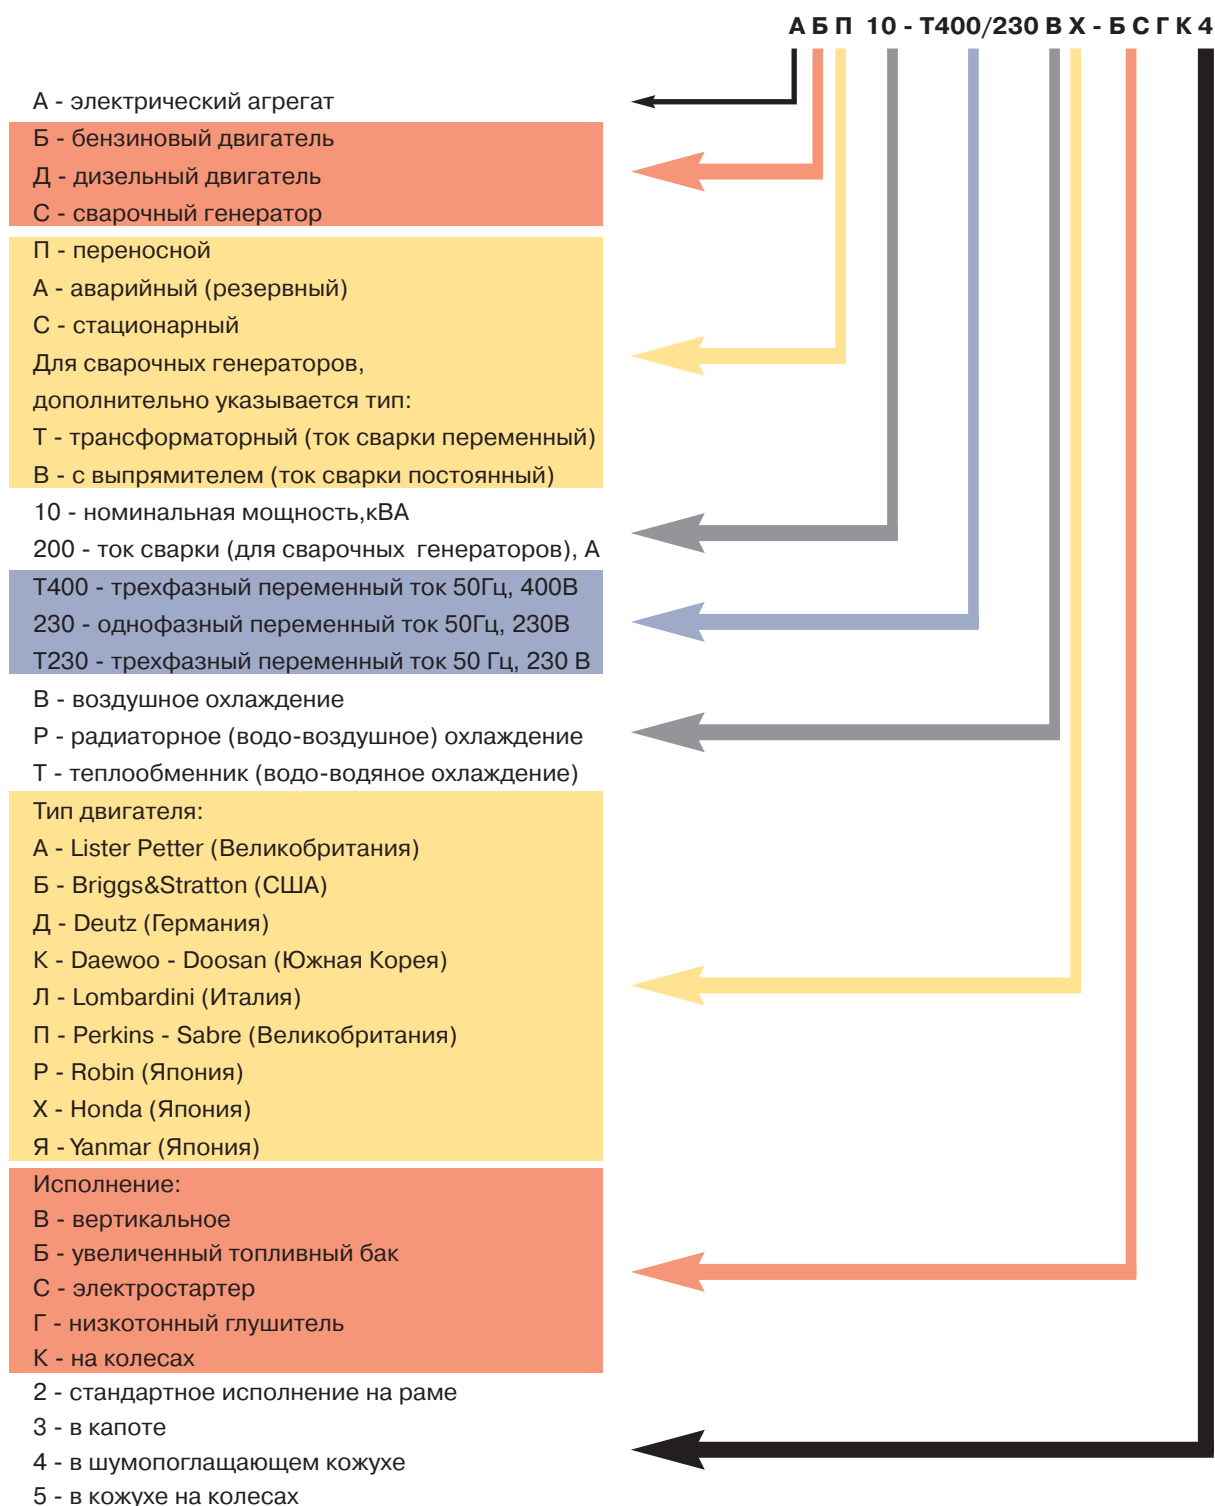 АБП 10 - Т400/230 В Х - Б С Г К 4
А - электрический агрегат
Б - бензиновый двигатель
Д - дизельный двигатель
С - сварочный генератор
П - переносной
А - аварийный (резервный)
С - стационарный
Для сварочных генераторов,
дополнительно указывается тип:
Т - трансформаторный (ток сварки переменный)
В - с выпрямителем (ток сварки постоянный)
10 - номинальная мощность,кВА
200 - ток сварки (для сварочных генераторов), А
Т400 - трехфазный переменный ток 50Гц, 400В
230 - однофазный переменный ток 50Гц, 230В
Т230 - трехфазный переменный ток 50 Гц, 230 В
В - воздушное охлаждение
Р - радиаторное (водо-воздушное) охлаждение
Т - теплообменник (водо-водяное охлаждение)
Тип двигателя:
А - Lister Petter (Великобритания)
Б - Briggs&Stratton (США)
Д - Deutz (Германия)
К - Daewoo - Doosan (Южная Корея)
Л - Lombardini (Италия)
П - Perkins - Sabre (Великобритания)
Р - Robin (Япония)
Х - Honda (Япония)
Я - Yanmar (Япония)
Исполнение:
В - вертикальное
Б - увеличенный топливный бак
С - электростартер
Г - низкотонный глушитель
К - на колесах
2 - стандартное исполнение на раме
3 - в капоте
4 - в шумопоглащающем кожухе
5 - в кожухе на колесах